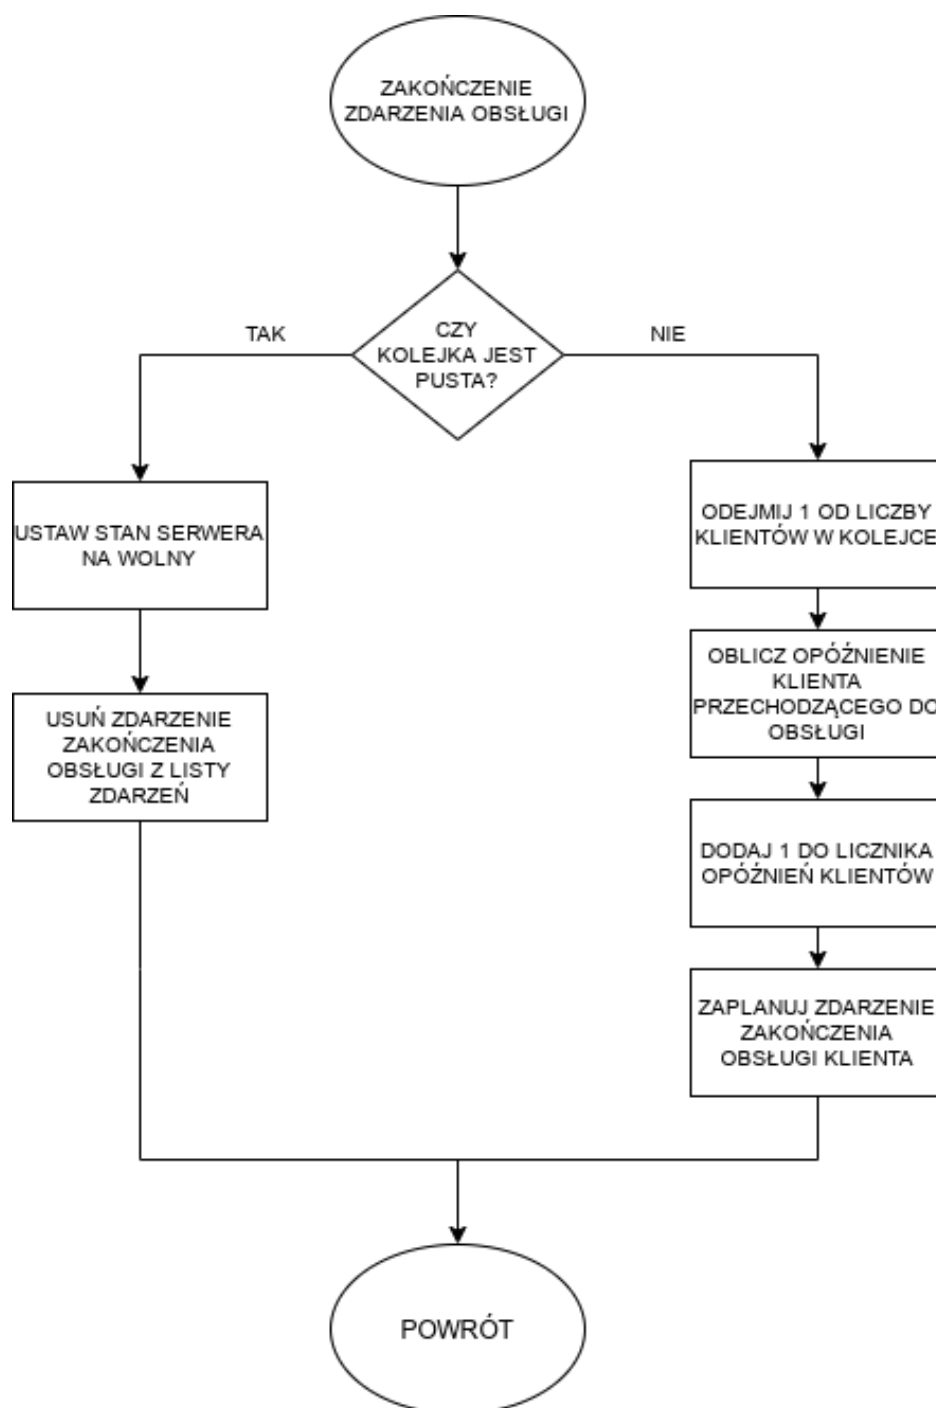 ZAKOŃCZENIE
ZDARZENIA OBSŁUGI
CZY
KOLEJKA JEST
PUSTA?
TAK
NIE
USTAW STAN SERWERA
NA WOLNY
USUŃ ZDARZENIE
ZAKOŃCZENIA
OBSŁUGI Z LISTY
ZDARZEŃ
ODEJMIJ 1 OD LICZBY
KLIENTÓW W KOLEJCE
OBLICZ OPÓŹNIENIE
KLIENTA
PRZECHODZĄCEGO DO
OBSŁUGI
DODAJ 1 DO LICZNIKA
OPÓŹNIEŃ KLIENTÓW
ZAPLANUJ ZDARZENIE
ZAKOŃCZENIA
OBSŁUGI KLIENTA
POWRÓT